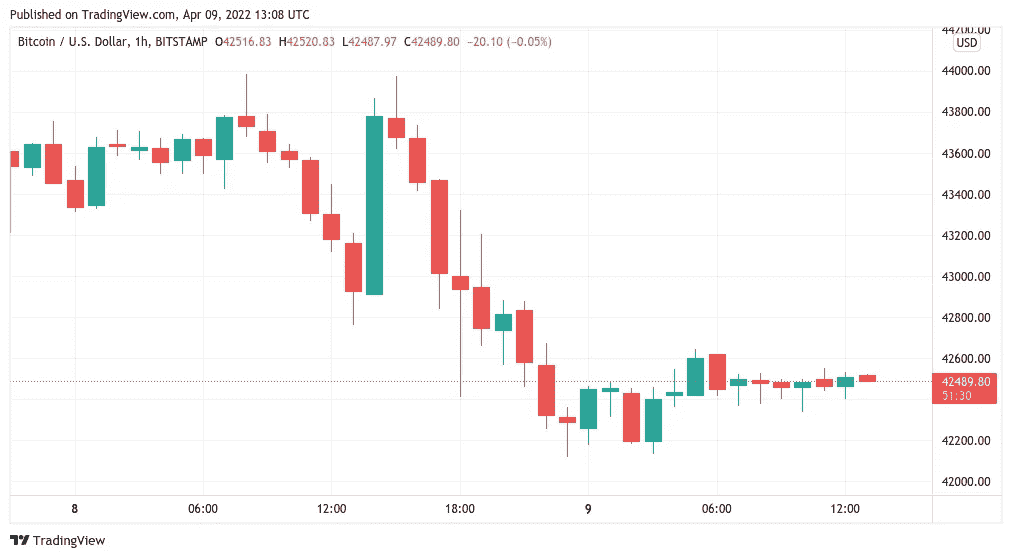 Published on TradingView.com, Apr 09, 2022 13:08 UTC
Bitcoin / U.S. Dollar, 1h, BITSTAMP O42516.83 H42520.83 L42487.97 C42489.80 −20.10 (−0.05%)
44200.00
USD
44000.00
43800.00
43600.00
43400.00
43200.00
43000.00
42800.00
42600.00
42489.80
51:30
42200.00
42000.00
8 06:00 12:00 18:00 9 06:00 12:00
TradingView